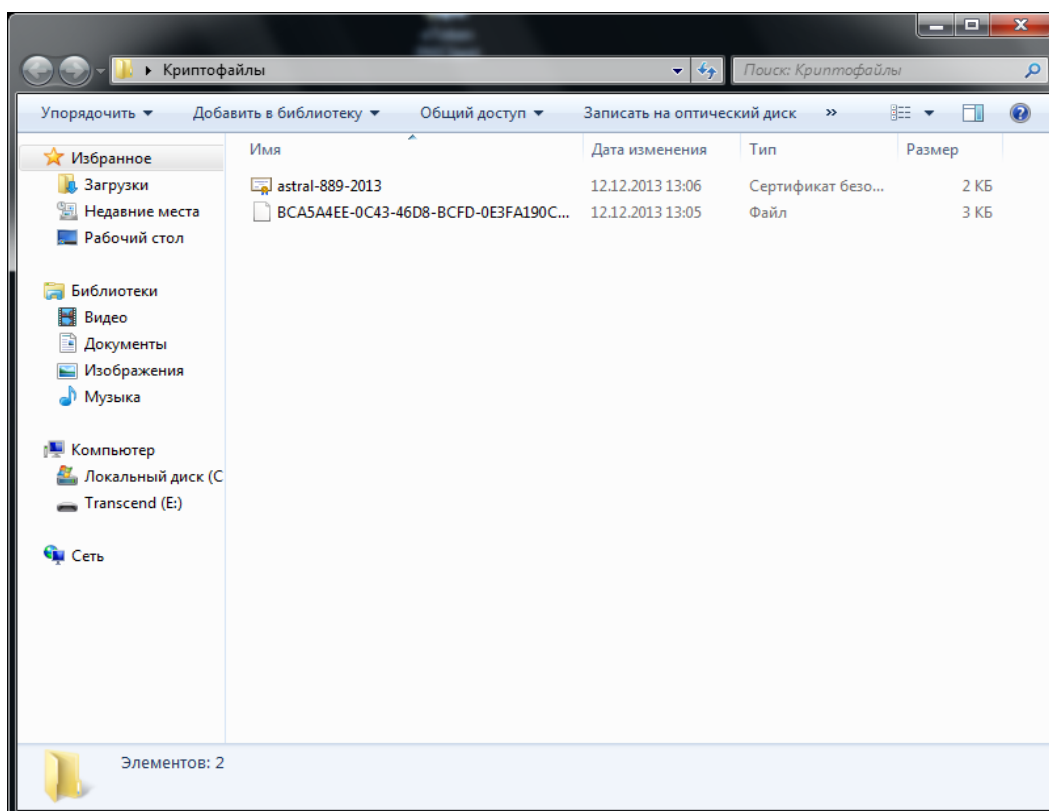 Криптофайлы
Поиск: Криптофайлы
Упорядочить Добавить в библиотеку Общий доступ Записать на оптический диск »
Имя Дата изменения Тип Размер
Избранное
astral-889-2013 12.12.2013 13:06 Сертификат безо... 2 КБ
Загрузки
BCA5A4EE-0C43-46D8-BCFD-0E3FA190C... 12.12.2013 13:05 Файл 3 КБ
Недавние места
Рабочий стол
Библиотеки
Видео
Документы
Изображения
Музыка
Компьютер
Локальный диск (C
Transcend (E:)
Сеть
Элементов: 2